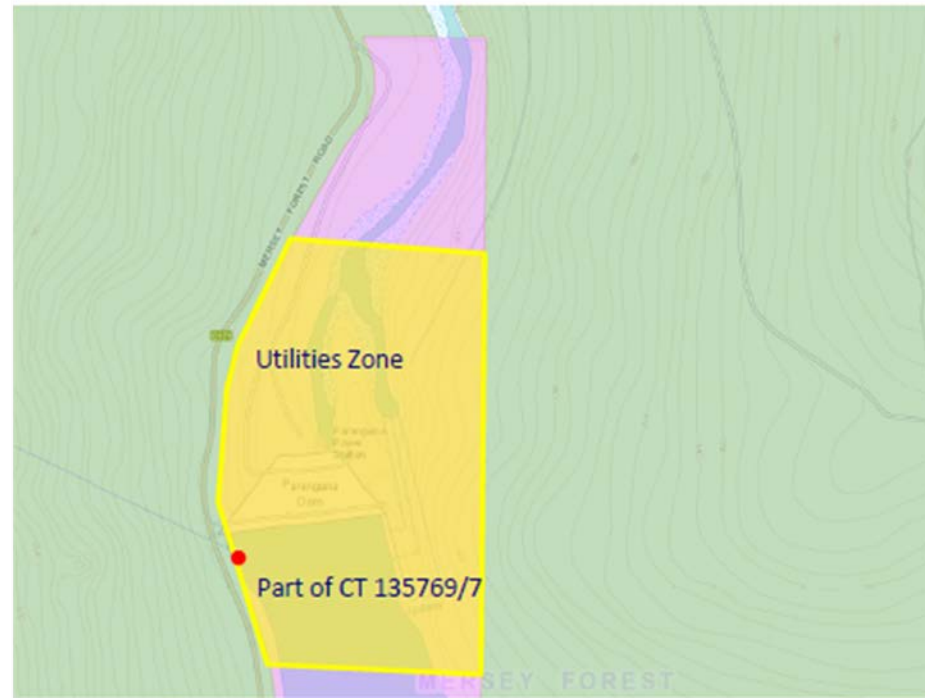 MERSEY FOREST ROAD
Utilities Zone
Parangana
Power
Station
Parangana
Dam
Part of CT 135769/7
MERSEY FOREST